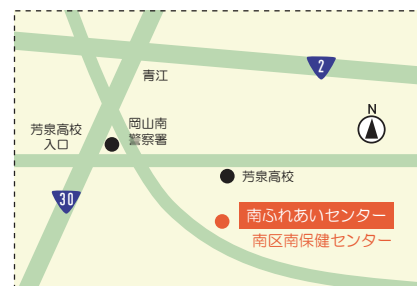 2
青江
N
芳泉高校
入口
岡山南
警察署
芳泉高校
30
南ふれあいセンター
南区南保健センター